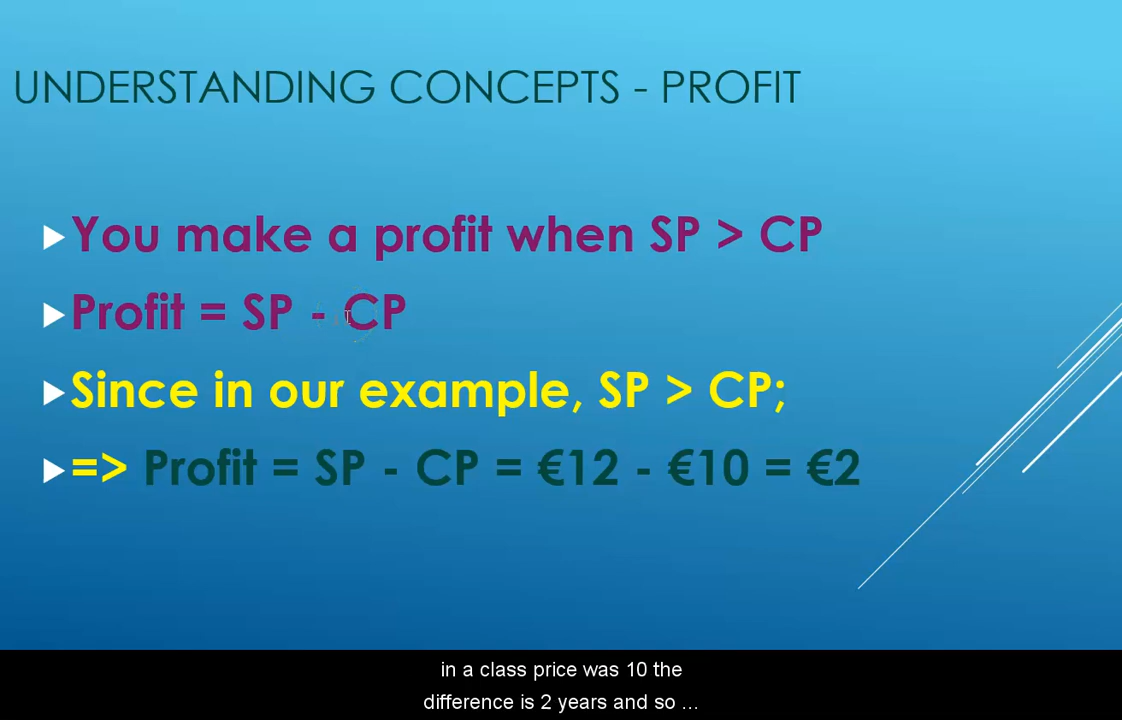 UNDERSTANDING CONCEPTS - PROFIT
You make a profit when SP > CP
Profit = SP - CP
Since in our example, SP > CP;
=> Profit = SP - CP = €12 - €10 = €2
in a class price was 10 the
difference is 2 years and so ...